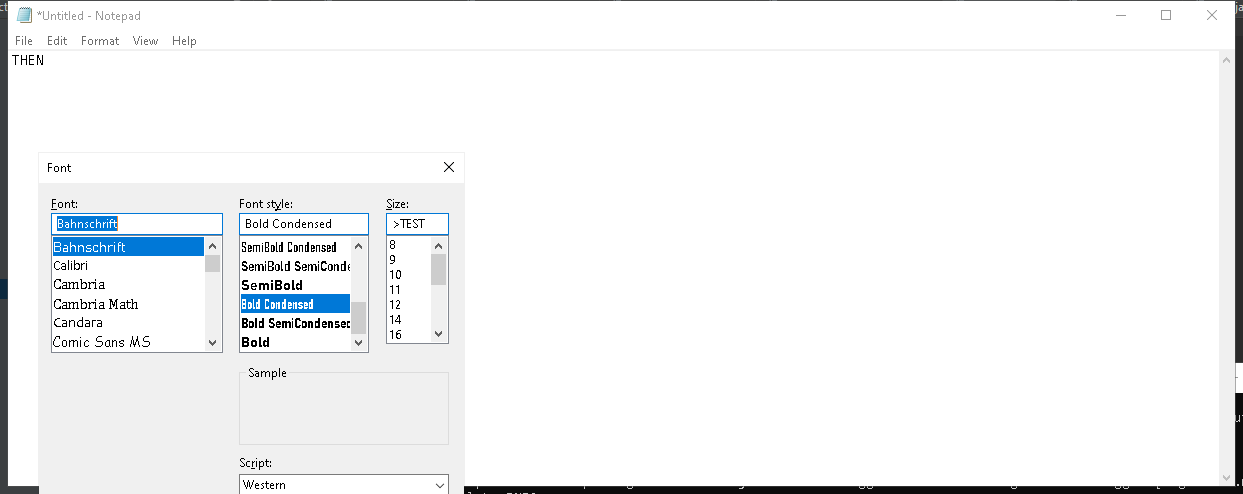 *Untitled - Notepad
File Edit Format View Help
THEN
Font
Font: Font style: Size:
Bahnschrift Bold Condensed >TEST
Bahnschrift SemiBold Condensed 8
Calibri SemiBold SemiConde 9
Cambria SemiBold 10
Cambria Math Bold Condensed 11
Candara Bold SemiCondensed 12
Comic Sans MS Bold 14
16
Sample
Script:
Western